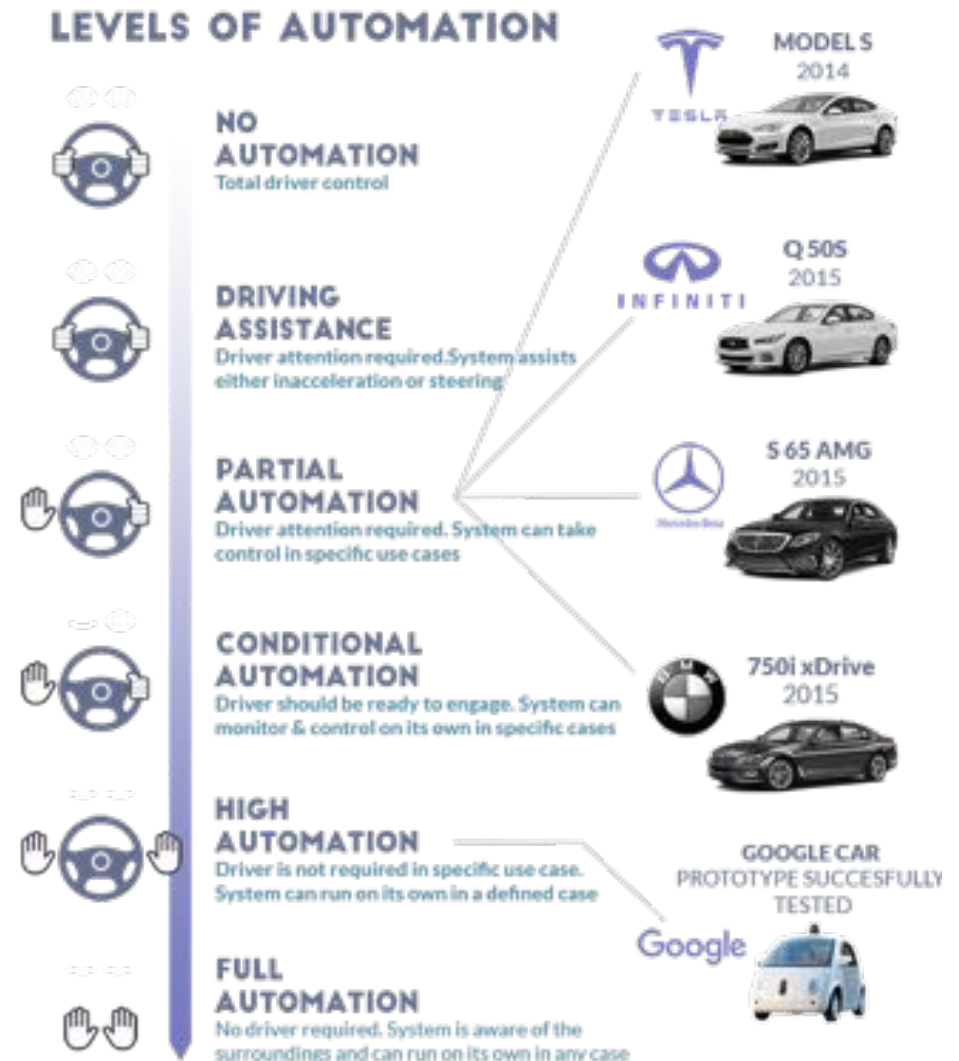 LEVELS OF AUTOMATION
NO
AUTOMATION
Total driver control
DRIVING
ASSISTANCE
Driver attention required.System assists
either inacceleration or steering
PARTIAL
AUTOMATION
Driver attention required. System can take
control in specific use cases
CONDITIONAL
AUTOMATION
Driver should be ready to engage. System can
monitor & control on its own in specific cases
HIGH
AUTOMATION
Driver is not required in specific use case.
System can run on its own in a defined case
FULL
AUTOMATION
No driver required. System is aware of the
surroundings and can run on its own in any case
TESLA
MODEL S
2014
INFINITI
Q 50S
2015
Mercedes-Benz
S 65 AMG
2015
BMW
750i xDrive
2015
GOOGLE CAR
PROTOTYPE SUCCESFULLY
TESTED
Google